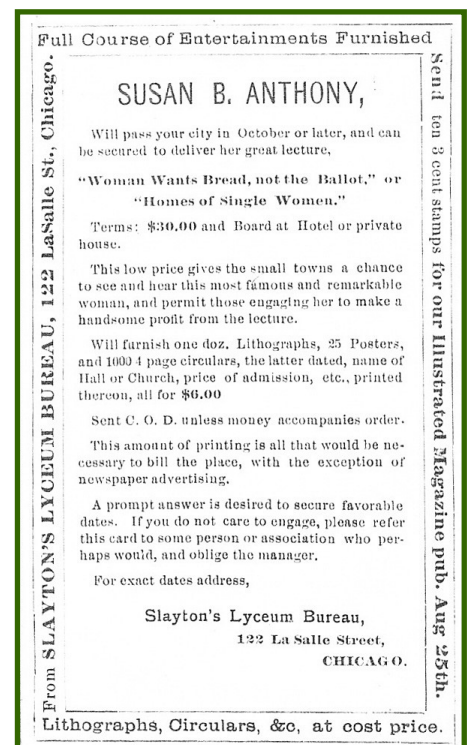 Full Course of Entertainments Furnished
From SLAYTON'S LYCEUM BUREAU, 122 LaSalle St., Chicago.
SUSAN B. ANTHONY,
Will pass your city in October or later, and can
be secured to deliver her great lecture,
“Woman Wants Bread, not the Ballot,” or
“Homes of Single Women.”
Terms: $30.00 and Board at Hotel or private
house.
This low price gives the small towns a chance
to see and hear this most famous and remarkable
woman, and permit those engaging her to make a
handsome profit from the lecture.
Will furnish one doz. Lithographs, 25 Posters,
and 1000 4 page circulars, the latter dated, name of
Hall or Church, price of admission, etc., printed
thereon, all for $6.00
Sent C. O. D. unless money accompanies order.
This amount of printing is all that would be ne-
cessary to bill the place, with the exception of
newspaper advertising.
A prompt answer is desired to secure favorable
dates. If you do not care to engage, please refer
this card to some person or association who per-
haps would, and oblige the manager.
For exact dates address,
Slayton's Lyceum Bureau,
122 La Salle Street,
CHICAGO.
Send ten 3 cent stamps for our Illustrated Magazine pub. Aug 25th.
Lithographs, Circulars, &c, at cost price.